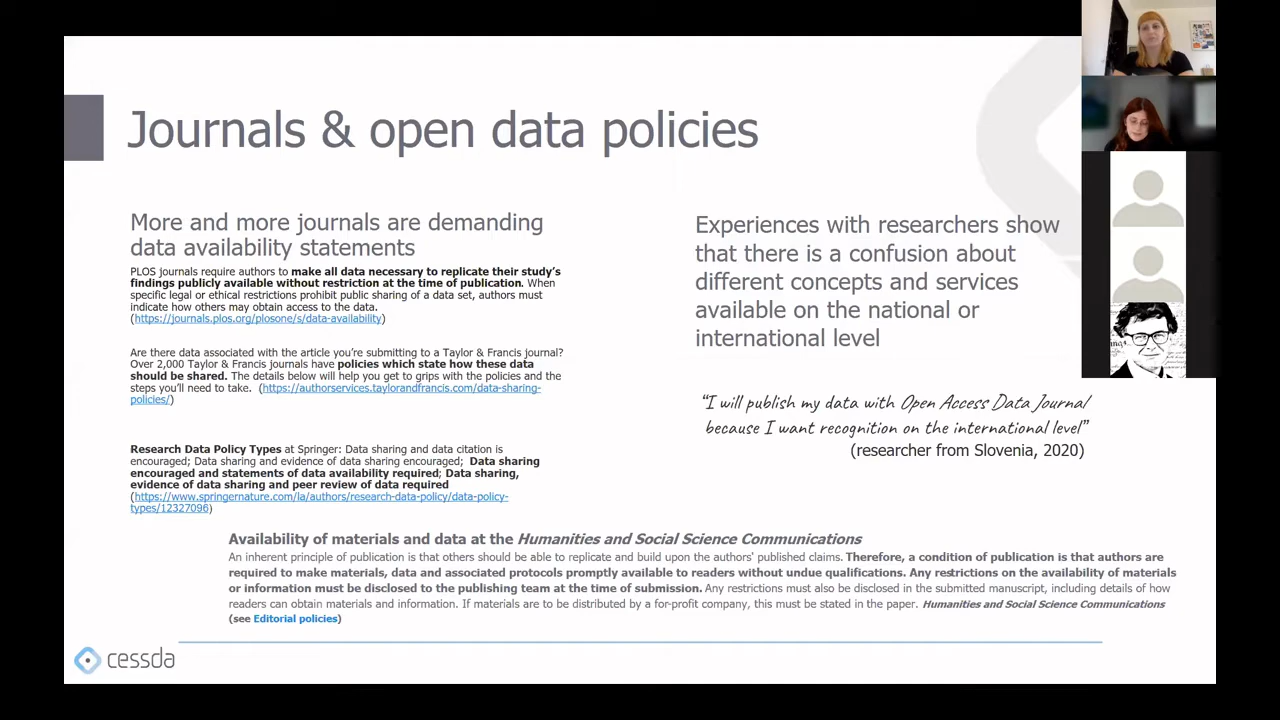 Journals & open data policies
More and more journals are demanding
data availability statements
PLOS journals require authors to make all data necessary to replicate their study's
findings publicly available without restriction at the time of publication. When
specific legal or ethical restrictions prohibit public sharing of a data set, authors must
indicate how others may obtain access to the data.
(https://journals.plos.org/plosone/s/data-availability)
Are there data associated with the article you're submitting to a Taylor & Francis journal?
Over 2,000 Taylor & Francis journals have policies which state how these data
should be shared. The details below will help you get to grips with the policies and the
steps you'll need to take. (https://authorservices.taylorandfrancis.com/data-sharing-
policies/)
Research Data Policy Types at Springer: Data sharing and data citation is
encouraged; Data sharing and evidence of data sharing encouraged; Data sharing
encouraged and statements of data availability required; Data sharing,
evidence of data sharing and peer review of data required
(https://www.springernature.com/la/authors/research-data-policy/data-policy-
types/12327096)
Experiences with researchers show
that there is a confusion about
different concepts and services
available on the national or
international level
"I will publish my data with Open Access Data Journal
because I want recognition on the international level"
(researcher from Slovenia, 2020)
Availability of materials and data at the Humanities and Social Science Communications
An inherent principle of publication is that others should be able to replicate and build upon the authors' published claims. Therefore, a condition of publication is that authors are
required to make materials, data and associated protocols promptly available to readers without undue qualifications. Any restrictions on the availability of materials
or information must be disclosed to the publishing team at the time of submission. Any restrictions must also be disclosed in the submitted manuscript, including details of how
readers can obtain materials and information. If materials are to be distributed by a for-profit company, this must be stated in the paper. Humanities and Social Science Communications
(see Editorial policies)
cessda